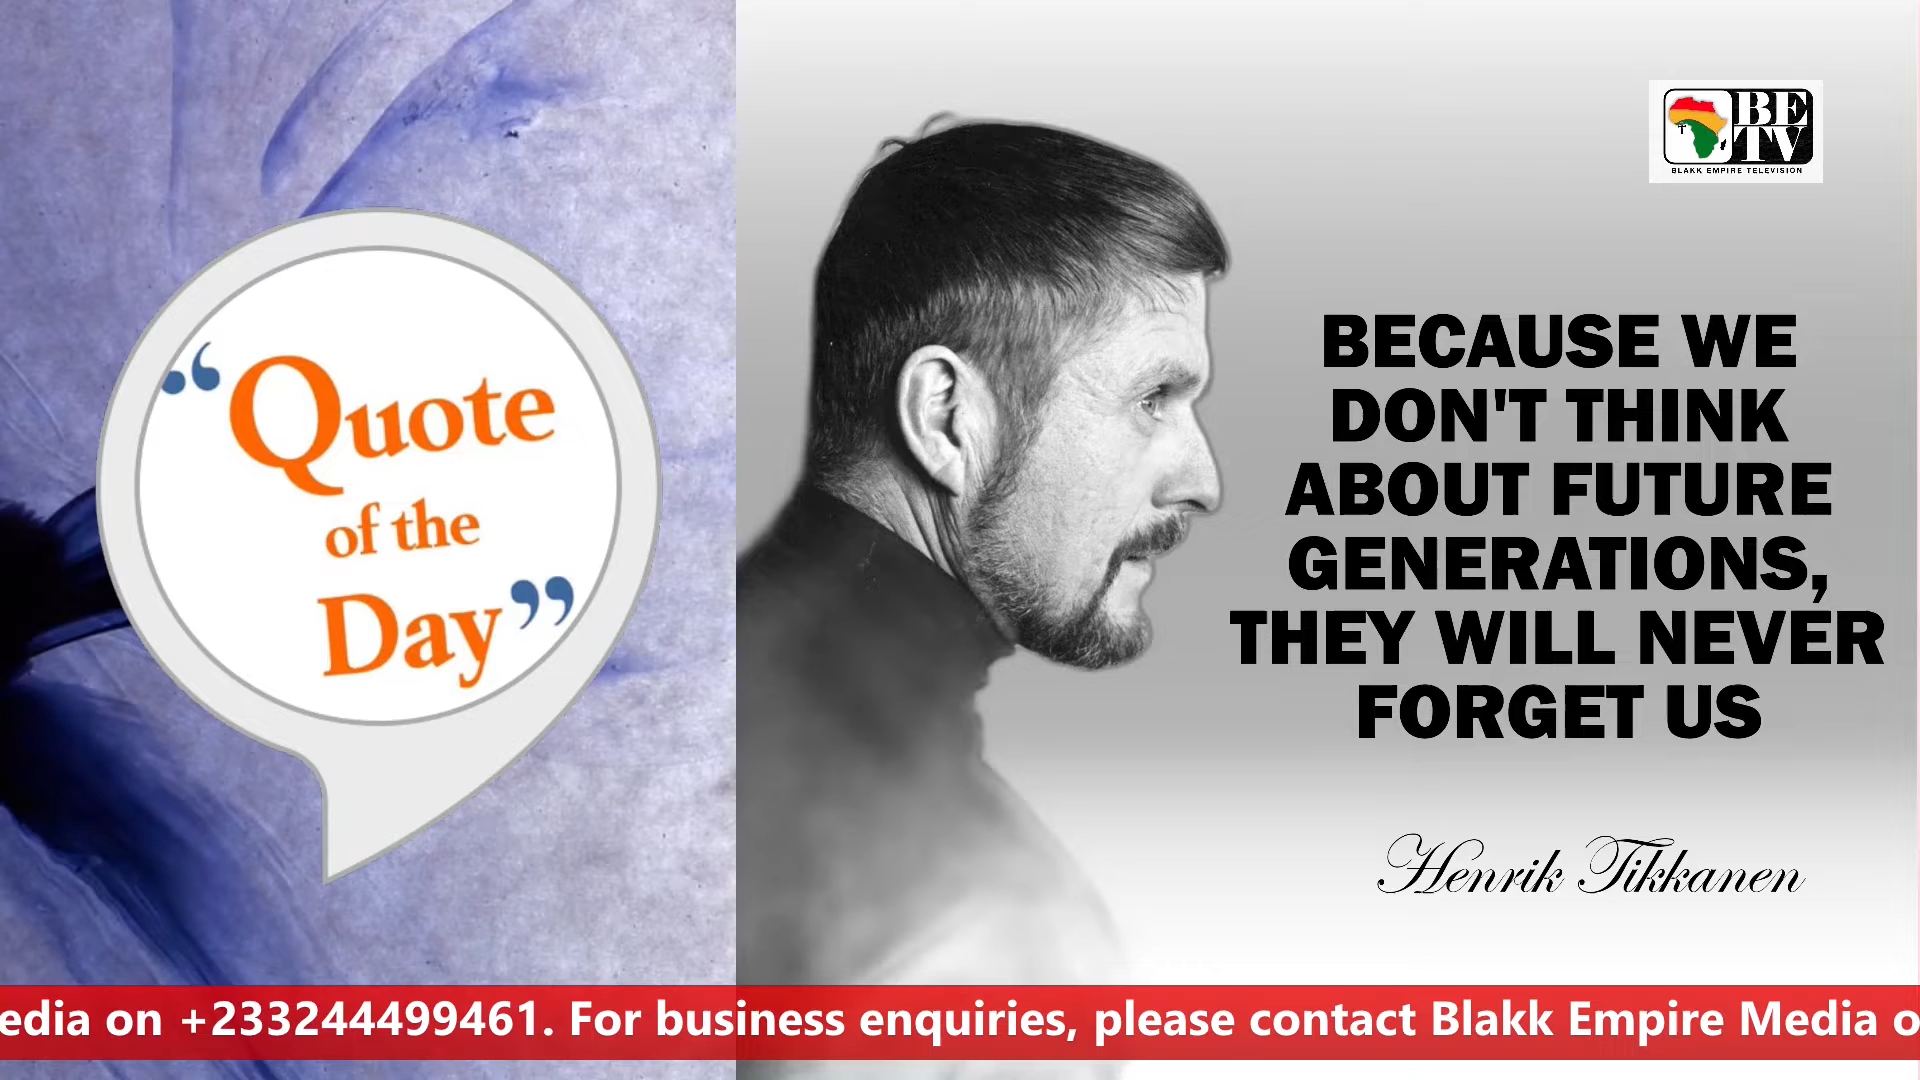 “Quote
of the
Day”
BE
TV
BLAKK EMPIRE TELEVISION
BECAUSE WE
DON'T THINK
ABOUT FUTURE
GENERATIONS,
THEY WILL NEVER
FORGET US
Henrik Tikkanen
edia on +233244499461. For business enquiries, please contact Blakk Empire Media o